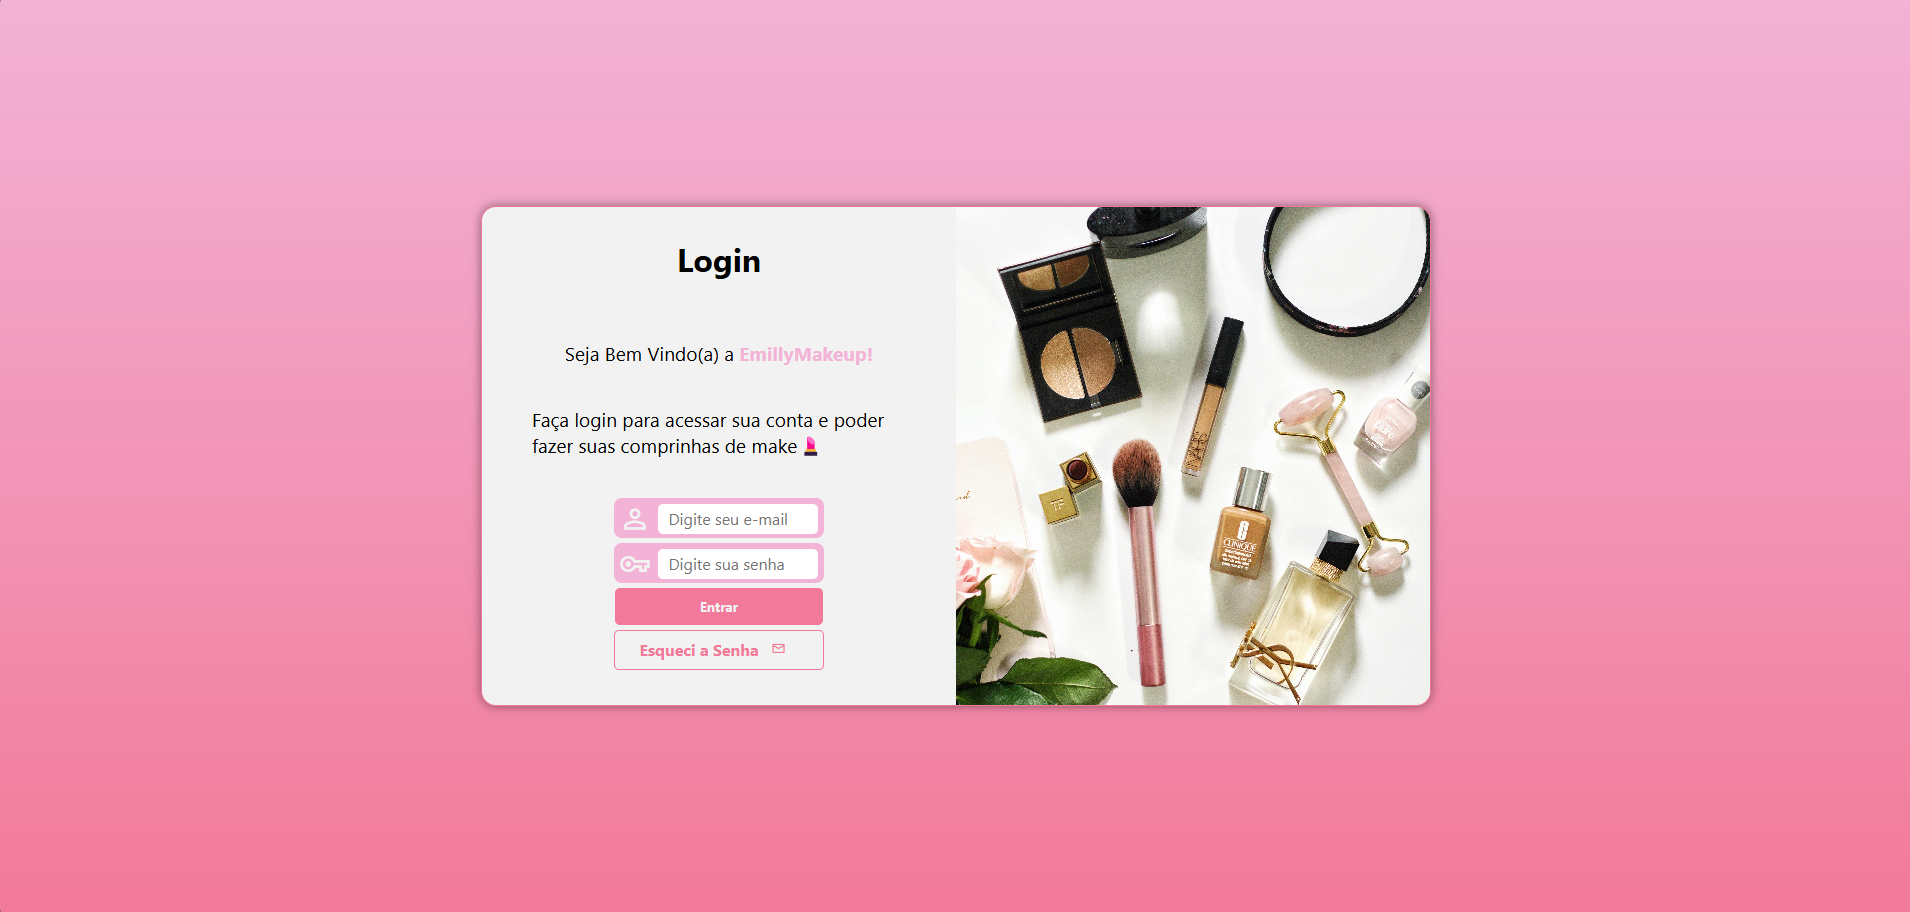 Login
Seja Bem Vindo(a) a EmillyMakeup!
Faça login para acessar sua conta e poder
fazer suas comprinhas de make 💄
Digite seu e-mail
Digite sua senha
Entrar
Esqueci a Senha
NARS
TF
pure
CLINIQUE